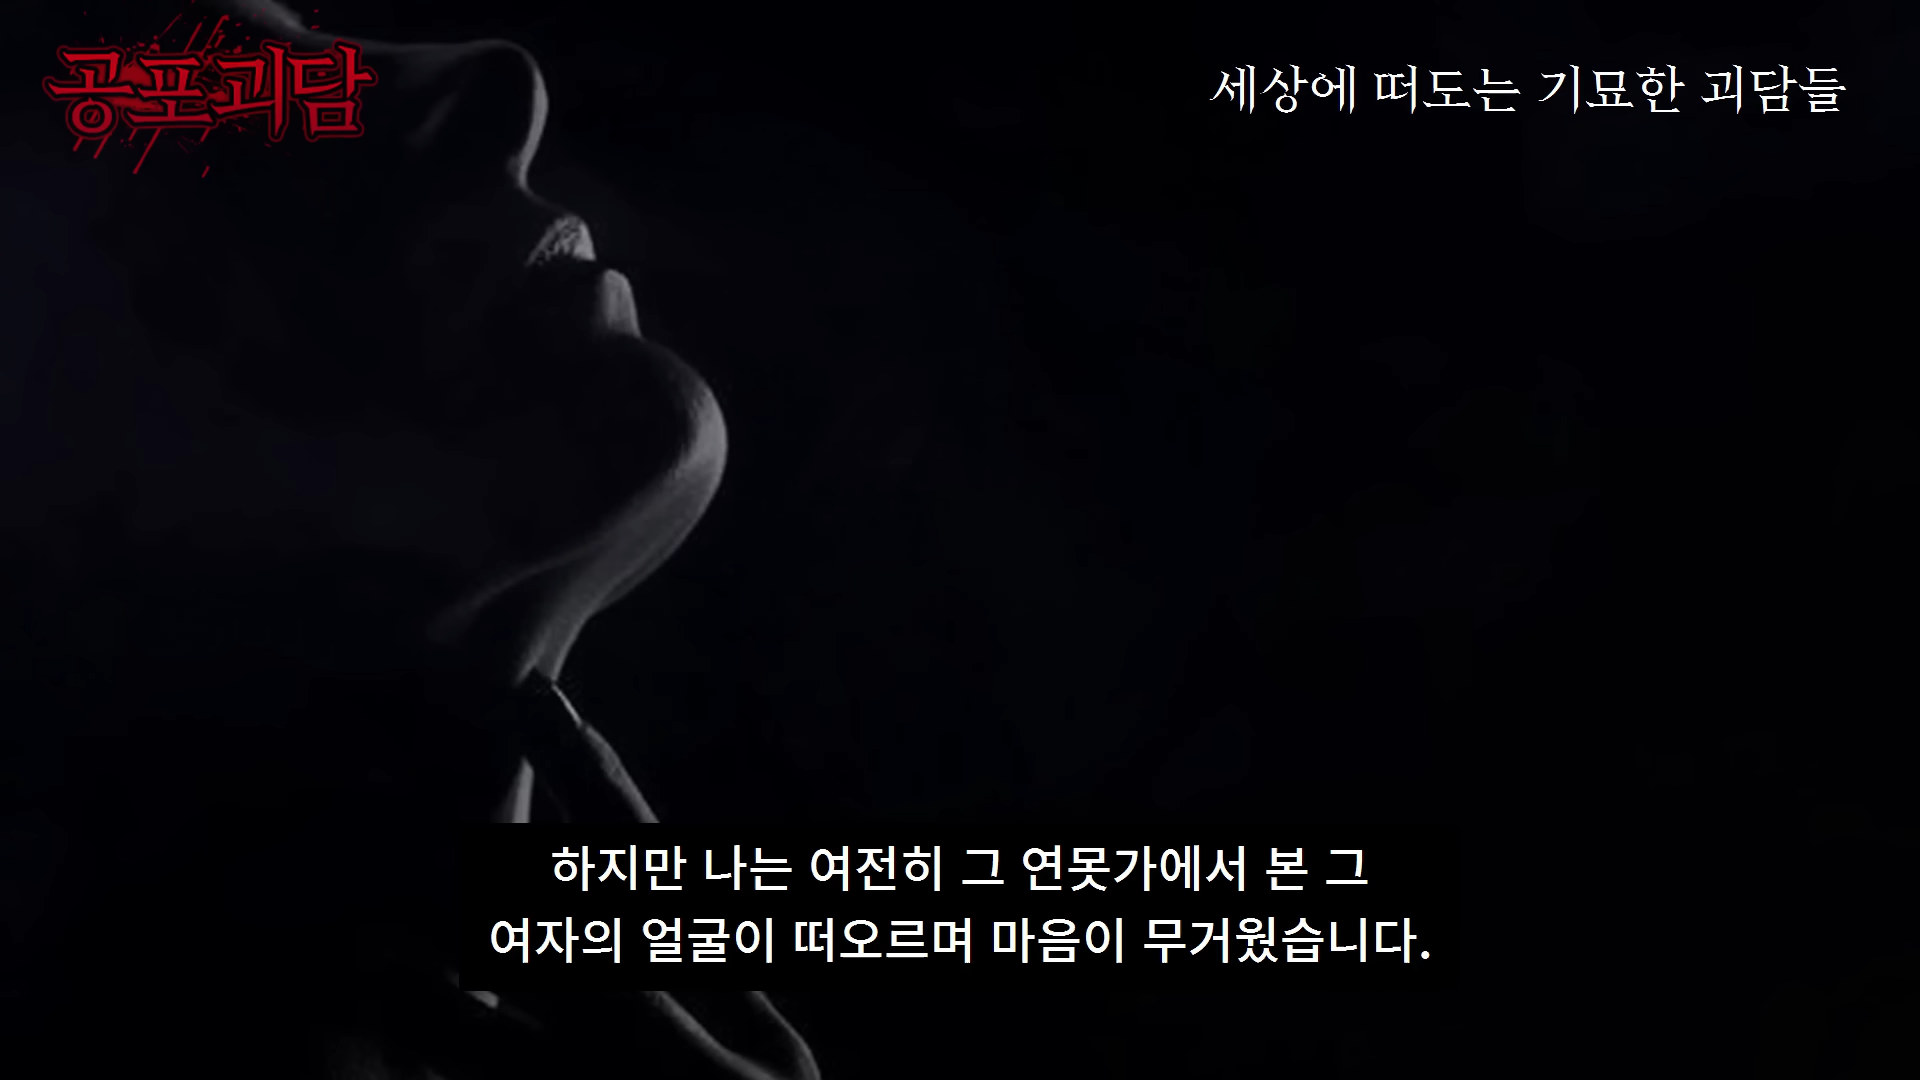 공포괴담
세상에 떠도는 기묘한 괴담들
하지만 나는 여전히 그 연못가에서 본 그
여자의 얼굴이 떠오르며 마음이 무거웠습니다.